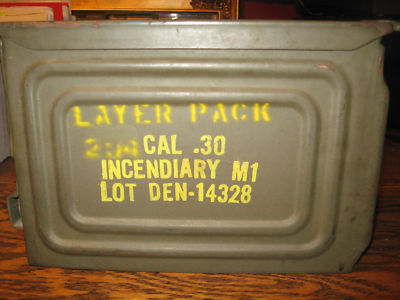 LAYER PACK
CAL .30
INCENDIARY M1
LOT DEN-14328